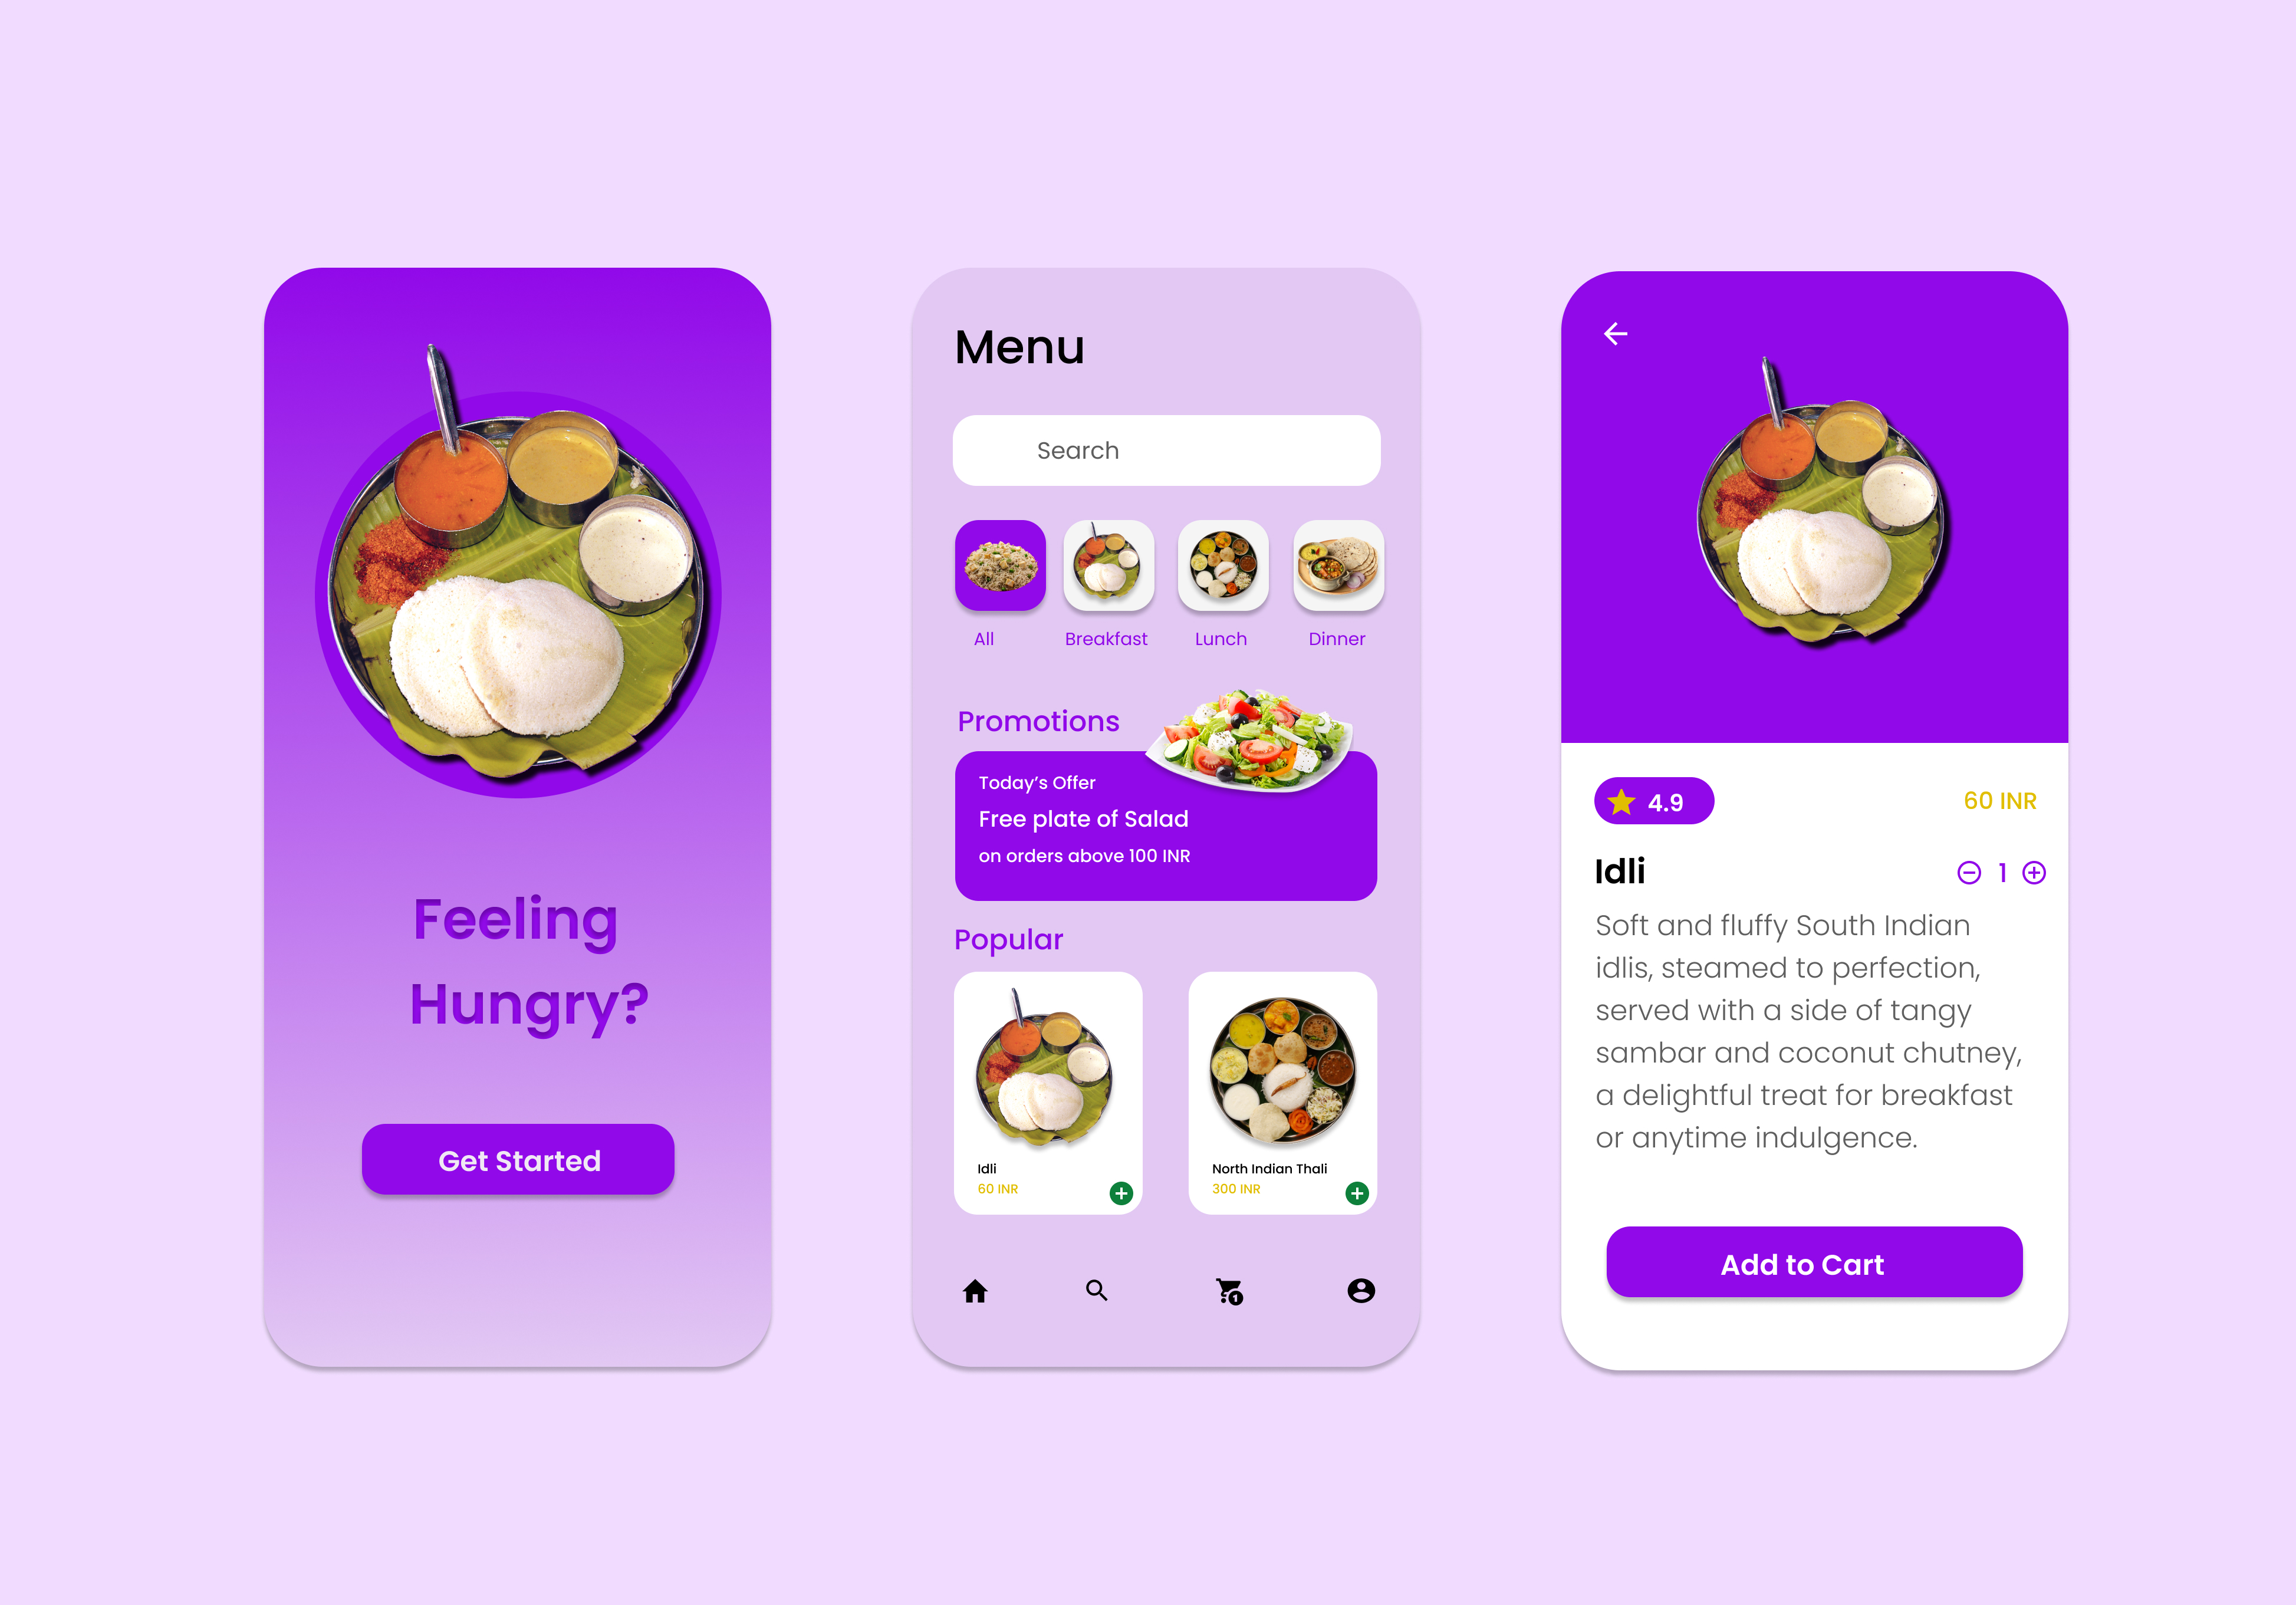 Feeling
Hungry?
Get Started
Menu
Search
All
Breakfast
Lunch
Dinner
Promotions
Today's Offer
Free plate of Salad
on orders above 100 INR
Popular
Idli
60 INR
North Indian Thali
300 INR
1
4.9
60 INR
Idli
1
Soft and fluffy South Indian
idlis, steamed to perfection,
served with a side of tangy
sambar and coconut chutney,
a delightful treat for breakfast
or anytime indulgence.
Add to Cart